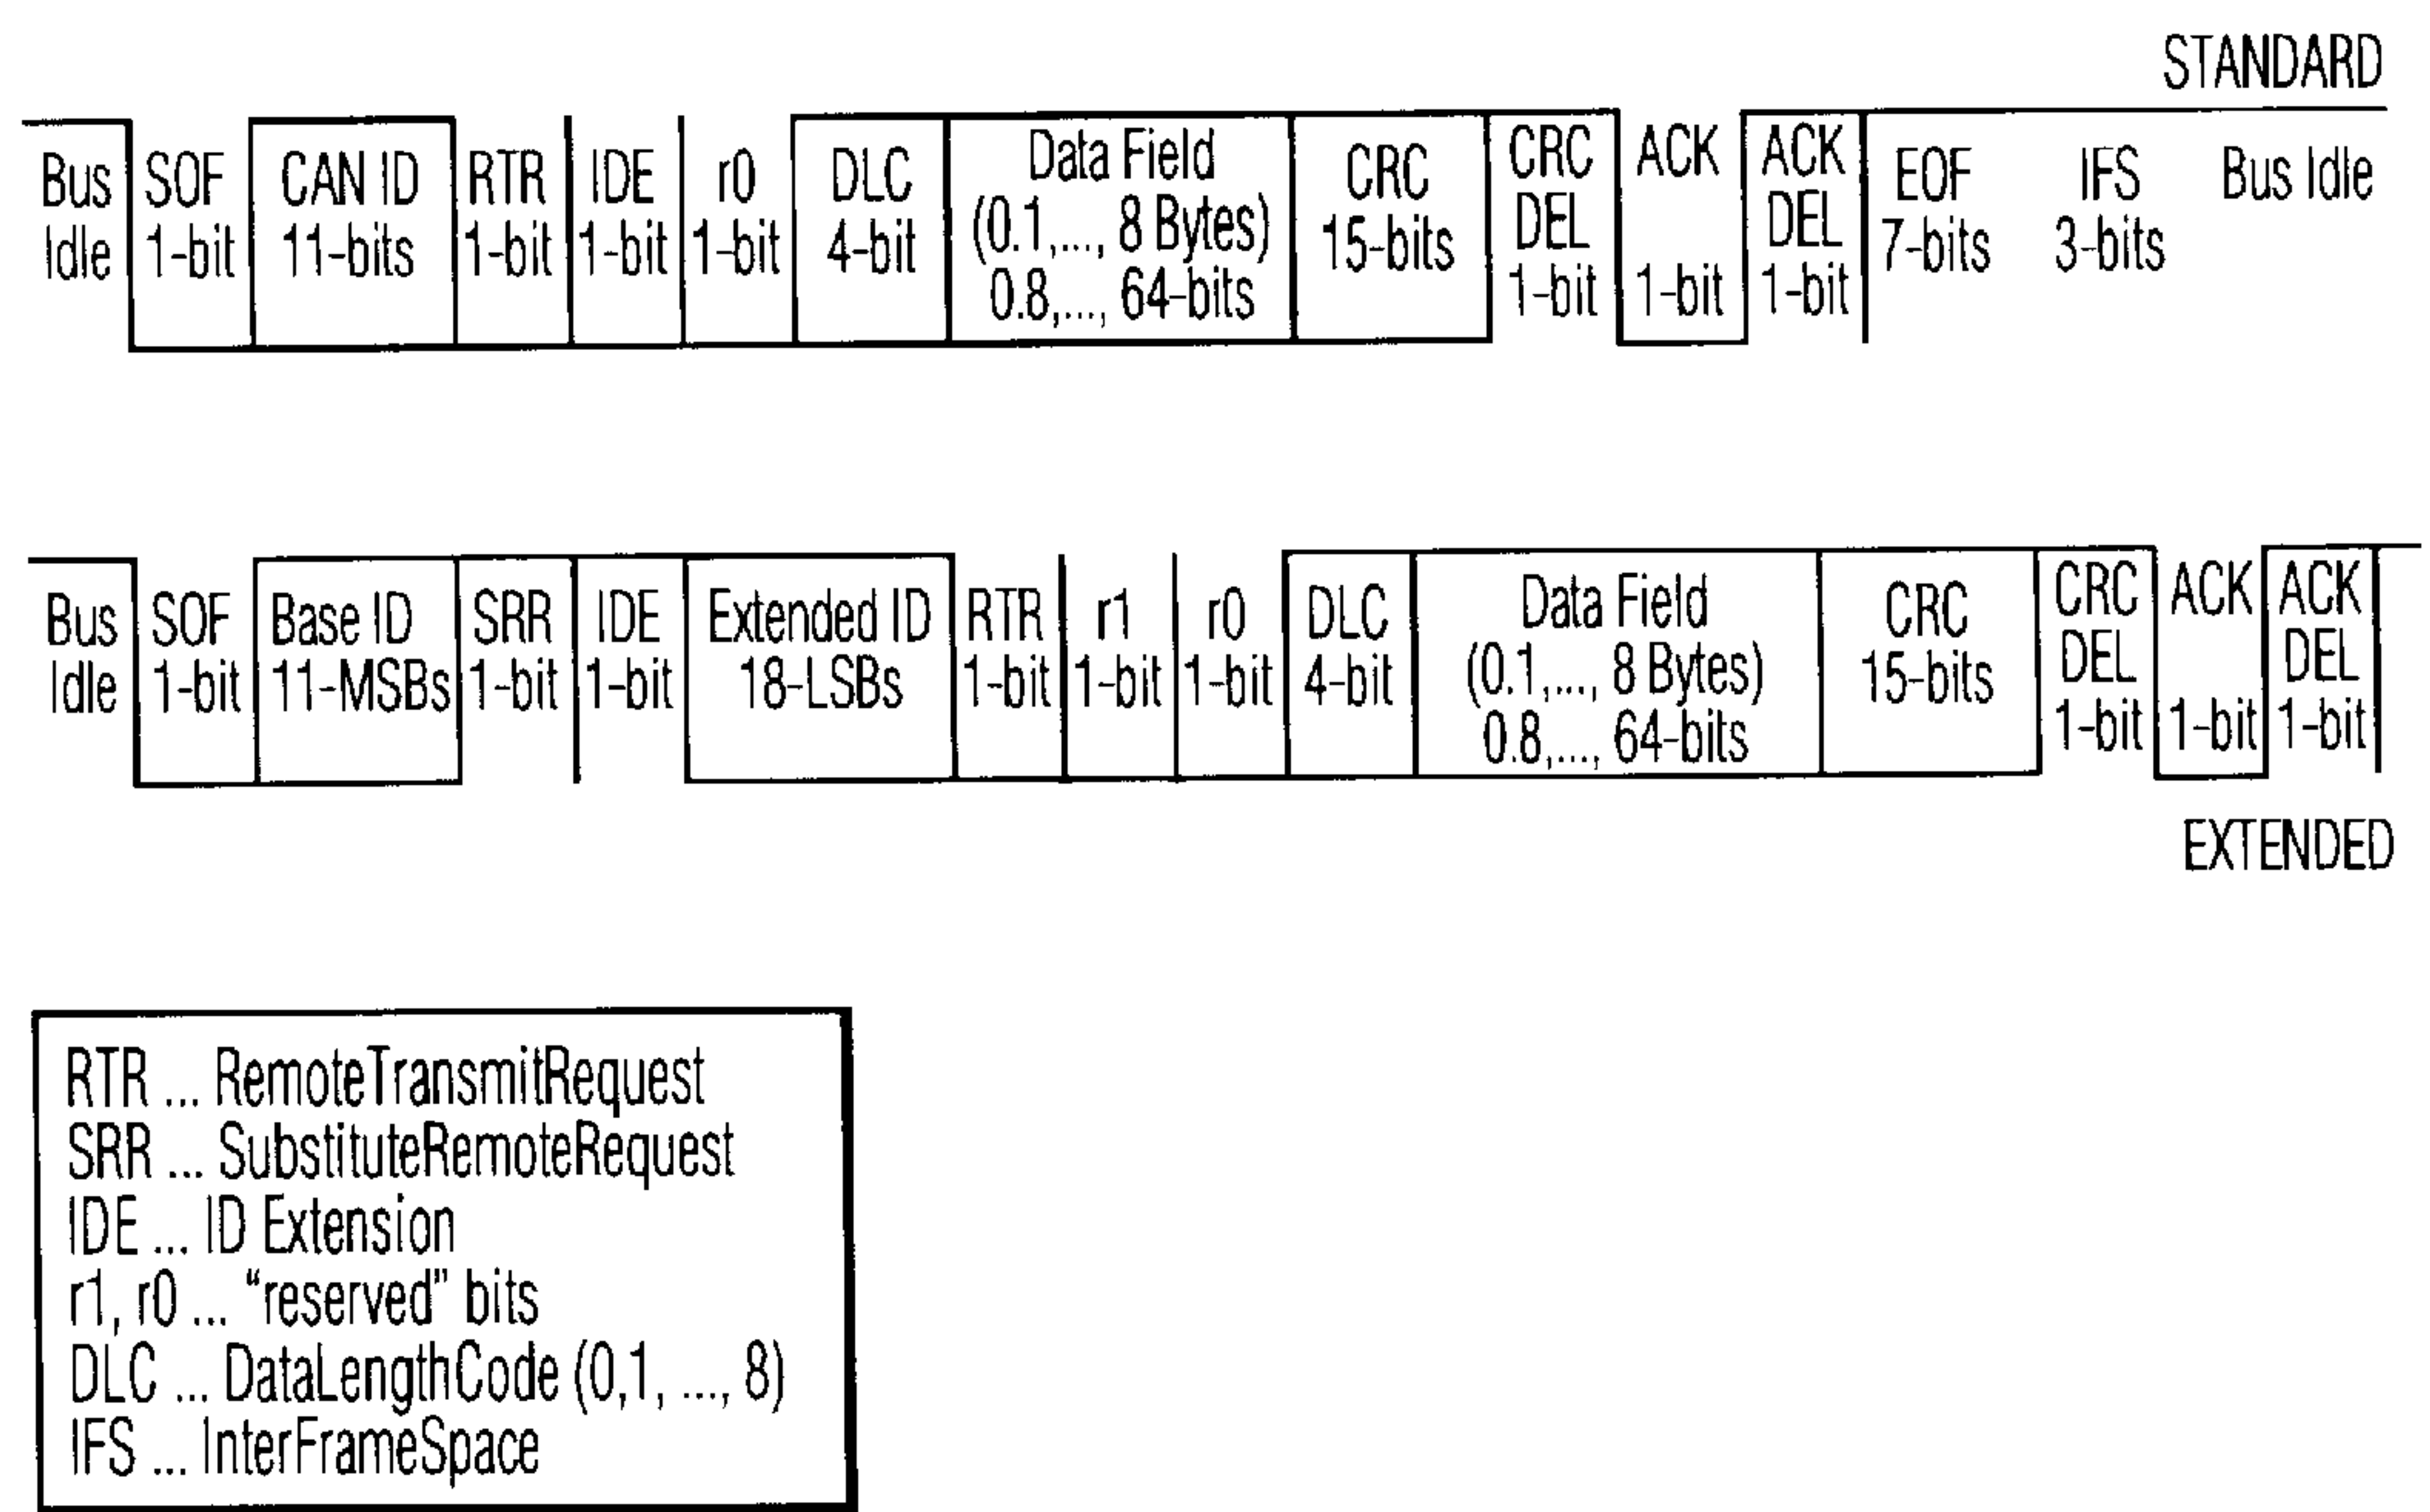 STANDARD
Bus Idle
SOF 1-bit
CAN ID 11-bits
RTR 1-bit
IDE 1-bit
r0 1-bit
DLC 4-bit
Data Field (0.1,..., 8 Bytes) 0.8,..., 64-bits
CRC 15-bits
CRC DEL 1-bit
ACK 1-bit
ACK DEL 1-bit
EOF 7-bits
IFS 3-bits
Bus Idle
Bus Idle
SOF 1-bit
Base ID 11-MSBs
SRR 1-bit
IDE 1-bit
Extended ID 18-LSBs
RTR 1-bit
r1 1-bit
r0 1-bit
DLC 4-bit
Data Field (0.1,..., 8 Bytes) 0.8,..., 64-bits
CRC 15-bits
CRC DEL 1-bit
ACK 1-bit
ACK DEL 1-bit
EXTENDED
RTR ... RemoteTransmitRequest
SRR ... SubstituteRemoteRequest
IDE ... ID Extension
r1, r0 ... “reserved” bits
DLC ... DataLengthCode (0,1, ..., 8)
IFS ... InterFrameSpace